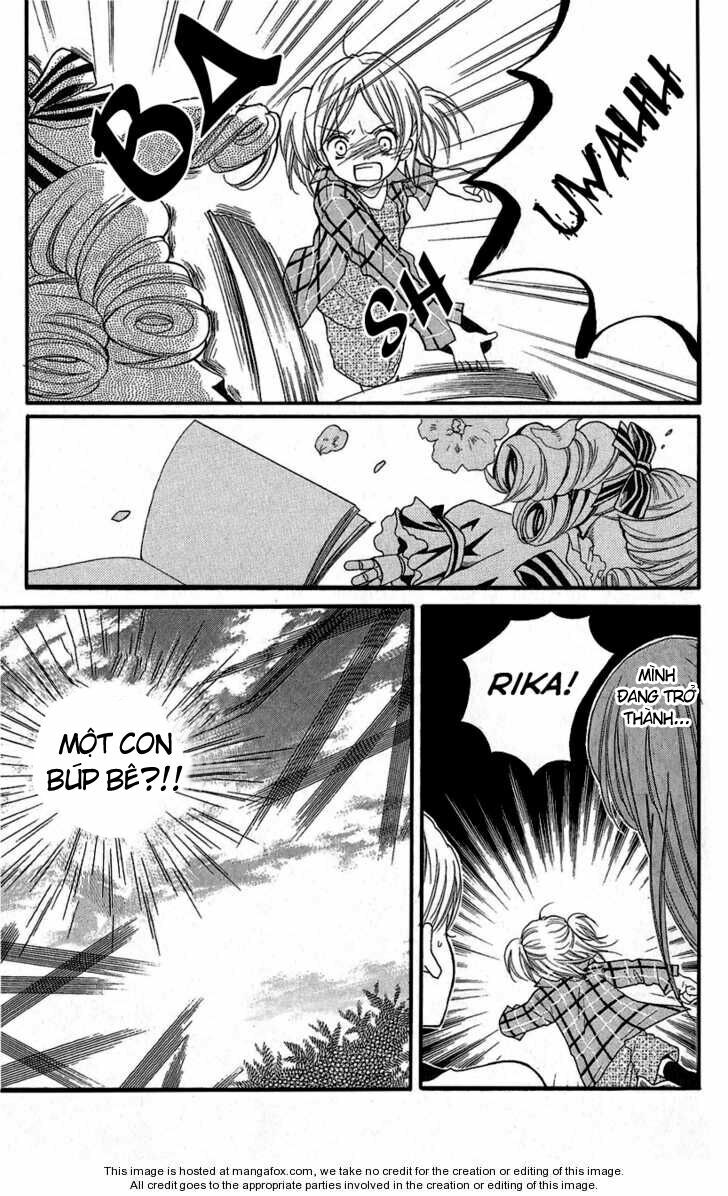 BA
SH
UWAHH
RIKA!
MÌNH
ĐANG TRỞ
THÀNH...
MỘT CON
BÚP BÊ?!!
This image is hosted at mangafox.com, we take no credit for the creation or editing of this image.
All credit goes to the appropriate parties involved in the creation or editing of this image.